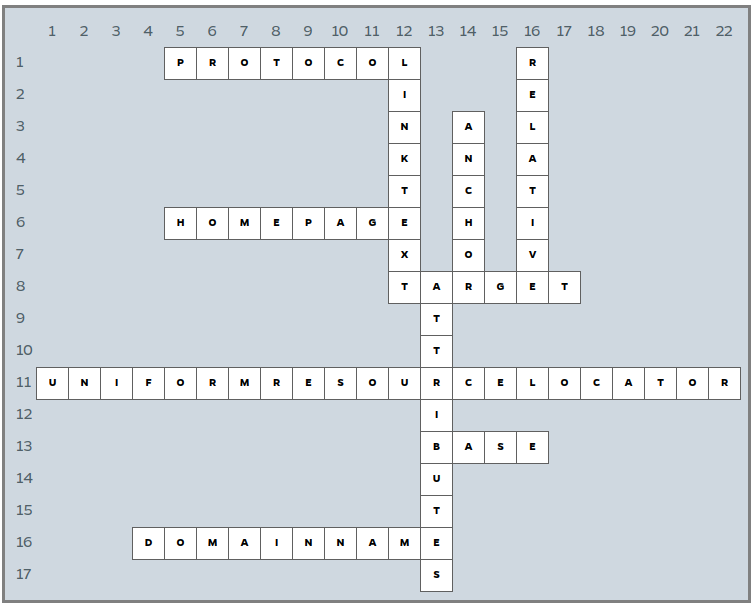 1 2 3 4 5 6 7 8 9 10 11 12 13 14 15 16 17 18 19 20 21 22
1 P R O T O C O L R
2 I E
3 N A L
4 K N A
5 T C T
6 H O M E P A G E H I
7 X O V
8 T A R G E T
9 T
10 T
11 U N I F O R M R E S O U R C E L O C A T O R
12 I
13 B A S E
14 U
15 T
16 D O M A I N N A M E
17 S